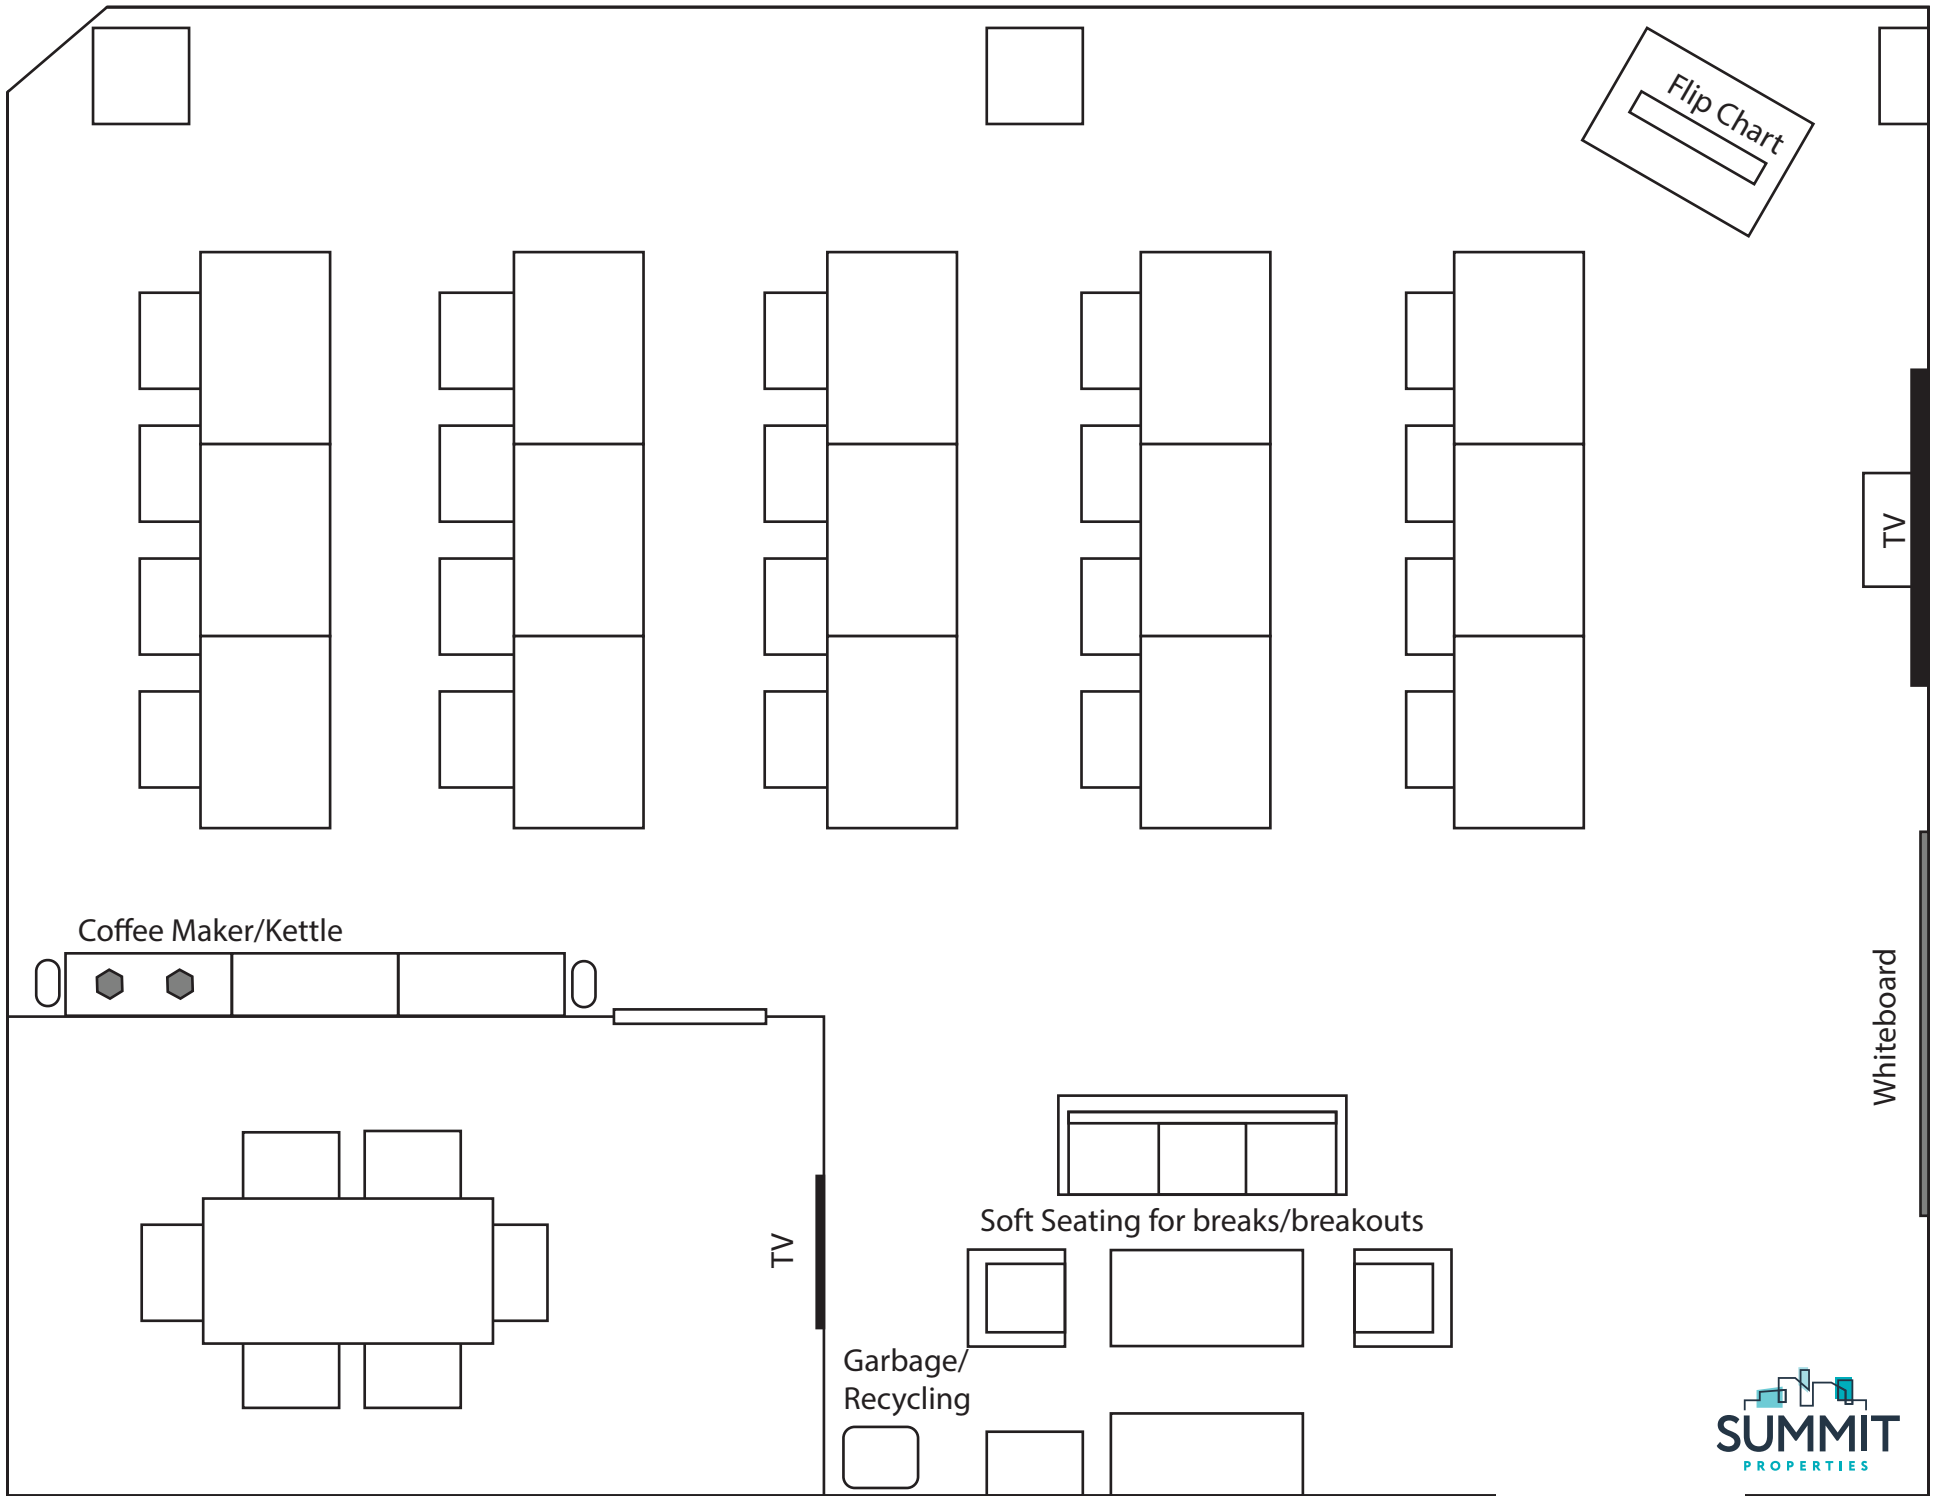 Flip Chart
TV
Coffee Maker/Kettle
Whiteboard
Soft Seating for breaks/breakouts
TV
Garbage/
Recycling
SUMMIT
PROPERTIES